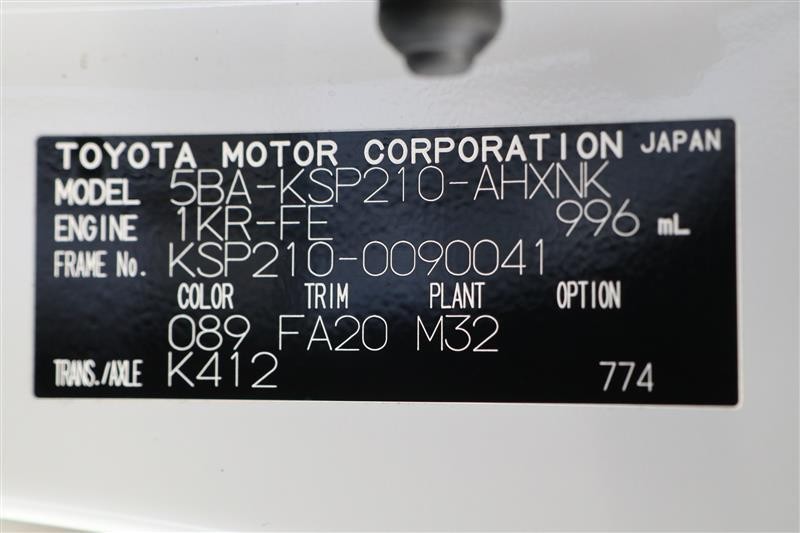 TOYOTA MOTOR CORPORATION JAPAN
MODEL 5BA-KSP210-AHXNK
ENGINE 1KR-FE 996 mL
FRAME No. KSP210-0090041
COLOR TRIM PLANT OPTION
089 FA20 M32
TRANS./AXLE K412 774